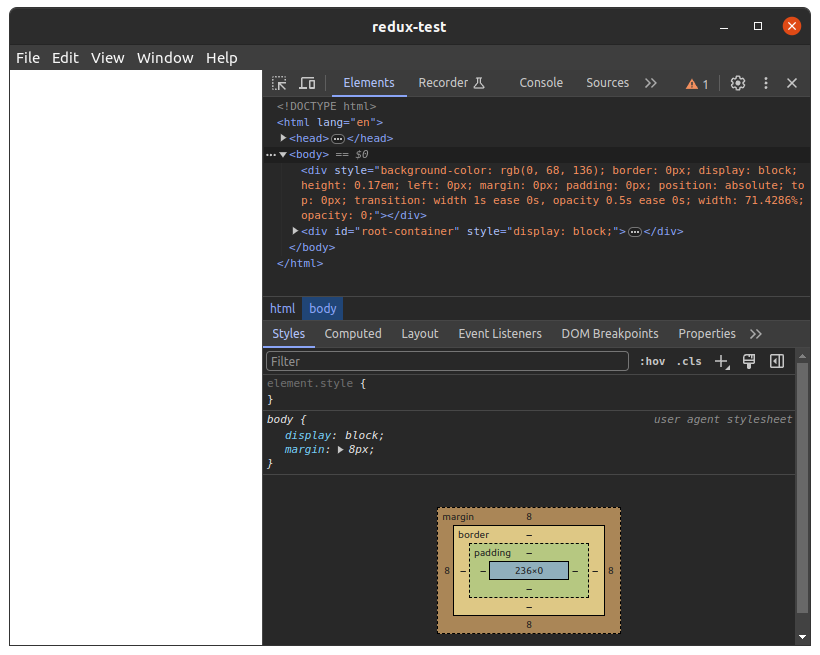 redux-test
File Edit View Window Help
Elements Recorder Console Sources 1
<!DOCTYPE html>
<html lang="en">
<head>…</head>
<body> == $0
<div style="background-color: rgb(0, 68, 136); border: 0px; display: block;
height: 0.17em; left: 0px; margin: 0px; padding: 0px; position: absolute; to
p: 0px; transition: width 1s ease 0s, opacity 0.5s ease 0s; width: 71.4286%;
opacity: 0;"></div>
<div id="root-container" style="display: block;">…</div>
</body>
</html>
html body
Styles Computed Layout Event Listeners DOM Breakpoints Properties
Filter :hov .cls
element.style {
}
body { user agent stylesheet
display: block;
margin: 8px;
}
margin 8
border –
padding –
8 – – 236×0 – – 8
–
–
8